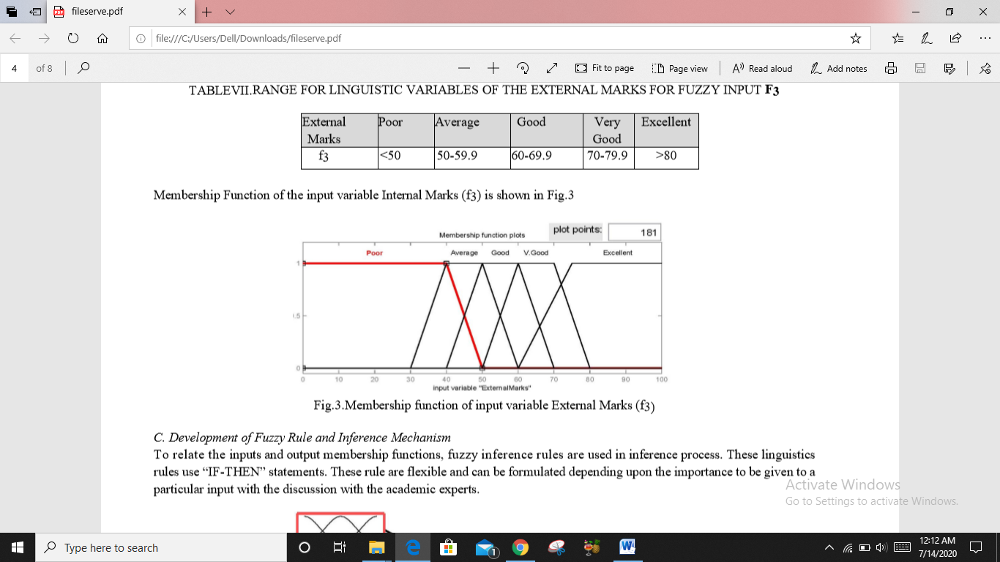 fileserve.pdf
file:///C:/Users/Dell/Downloads/fileserve.pdf
4 of 8
Fit to page
Page view
Read aloud
Add notes
TABLEVII.RANGE FOR LINGUISTIC VARIABLES OF THE EXTERNAL MARKS FOR FUZZY INPUT F3
External Marks Poor Average Good Very Good Excellent
f3 <50 50-59.9 60-69.9 70-79.9 >80
Membership Function of the input variable Internal Marks (f3) is shown in Fig.3
Membership function plots
plot points: 181
Poor Average Good V.Good Excellent
1
0
0 10 20 30 40 50 60 70 80 90 100
input variable "ExternalMarks"
Fig.3.Membership function of input variable External Marks (f3)
C. Development of Fuzzy Rule and Inference Mechanism
To relate the inputs and output membership functions, fuzzy inference rules are used in inference process. These linguistics
rules use “IF-THEN” statements. These rule are flexible and can be formulated depending upon the importance to be given to a
particular input with the discussion with the academic experts.
Activate Windows
Go to Settings to activate Windows.
Type here to search
1
12:12 AM
7/14/2020